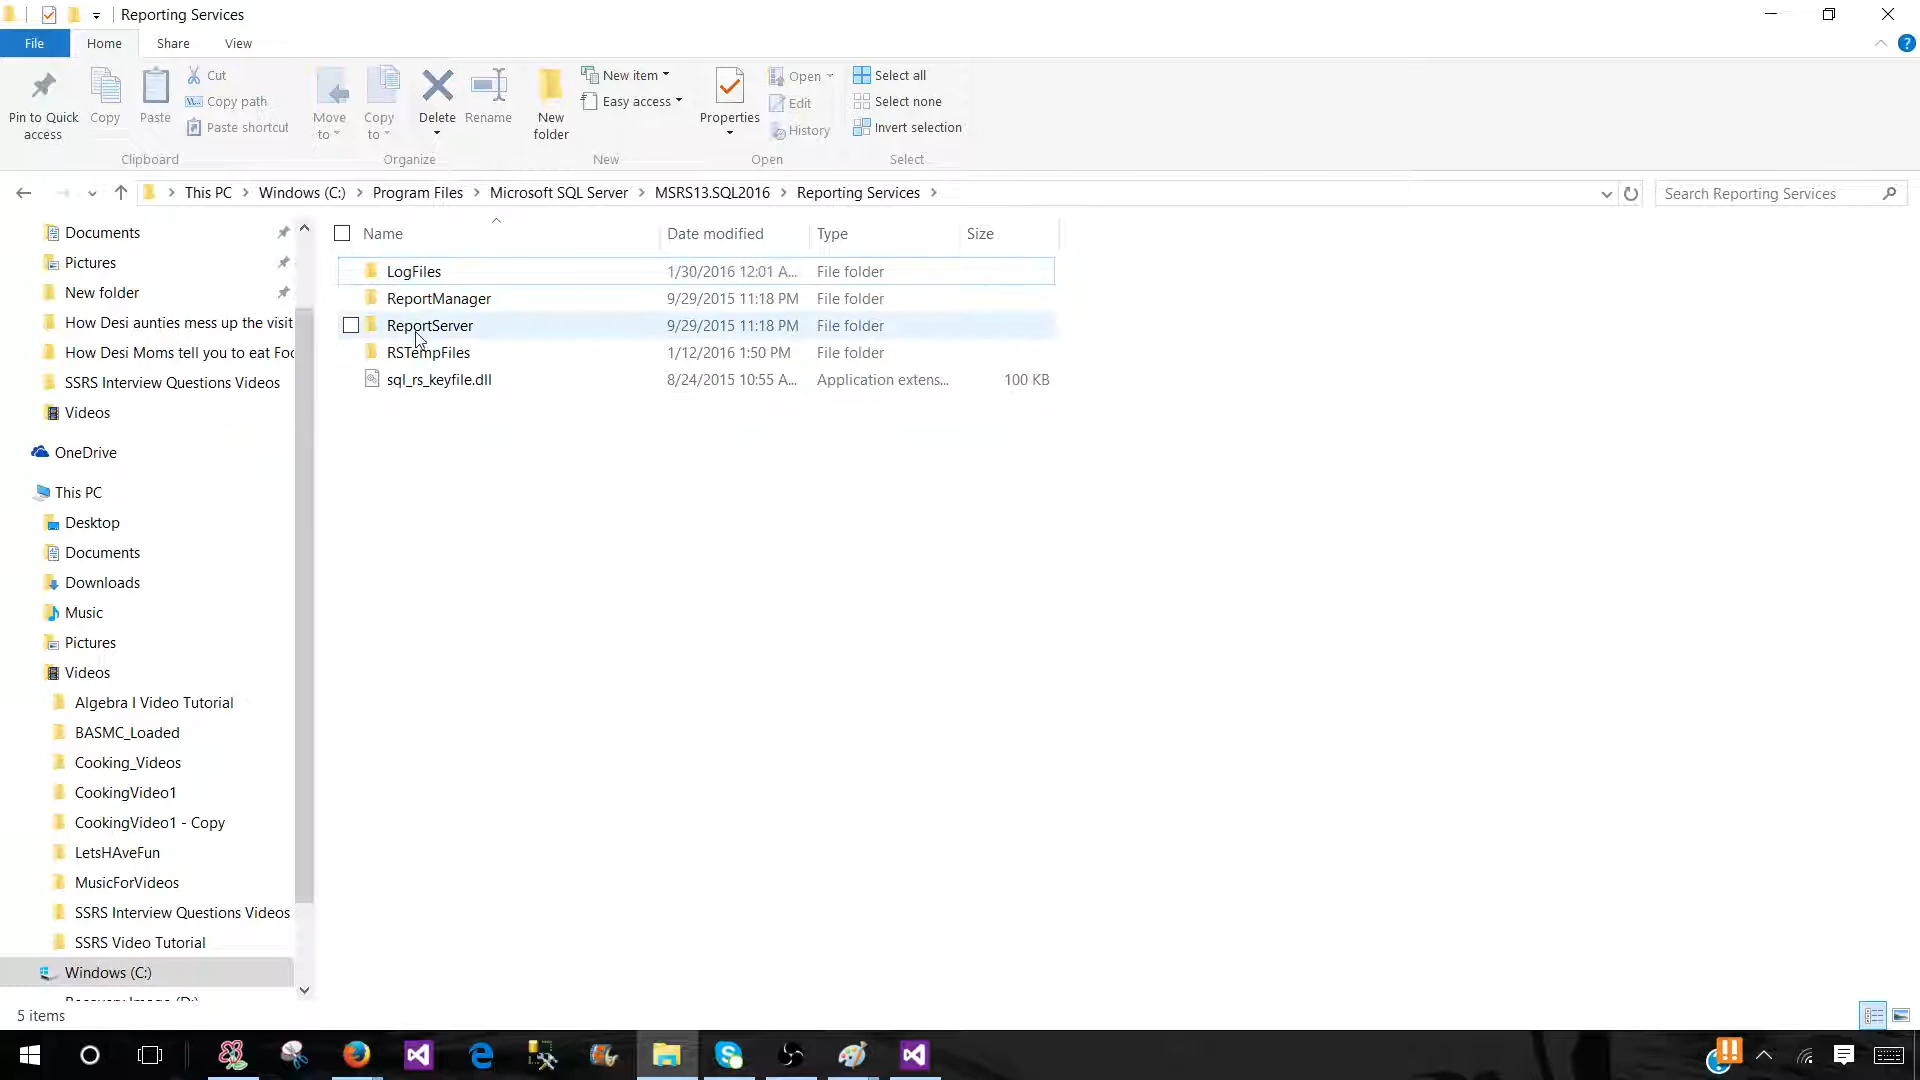 Reporting Services
File
Home
Share
View
?
Pin to Quick access
Copy
Paste
Cut
Copy path
Paste shortcut
Clipboard
Move to
Copy to
Delete
Rename
Organize
New folder
New item
Easy access
New
Properties
Open
Edit
History
Open
Select all
Select none
Invert selection
Select
This PC
Windows (C:)
Program Files
Microsoft SQL Server
MSRS13.SQL2016
Reporting Services
Search Reporting Services
Documents
Pictures
New folder
How Desi aunties mess up the visit
How Desi Moms tell you to eat Foo
SSRS Interview Questions Videos
Videos
OneDrive
This PC
Desktop
Documents
Downloads
Music
Pictures
Videos
Algebra I Video Tutorial
BASMC_Loaded
Cooking_Videos
CookingVideo1
CookingVideo1 - Copy
LetsHAveFun
MusicForVideos
SSRS Interview Questions Videos
SSRS Video Tutorial
Windows (C:)
Name Date modified Type Size
LogFiles 1/30/2016 12:01 A... File folder
ReportManager 9/29/2015 11:18 PM File folder
ReportServer 9/29/2015 11:18 PM File folder
RSTempFiles 1/12/2016 1:50 PM File folder
sql_rs_keyfile.dll 8/24/2015 10:55 A... Application extens... 100 KB
5 items